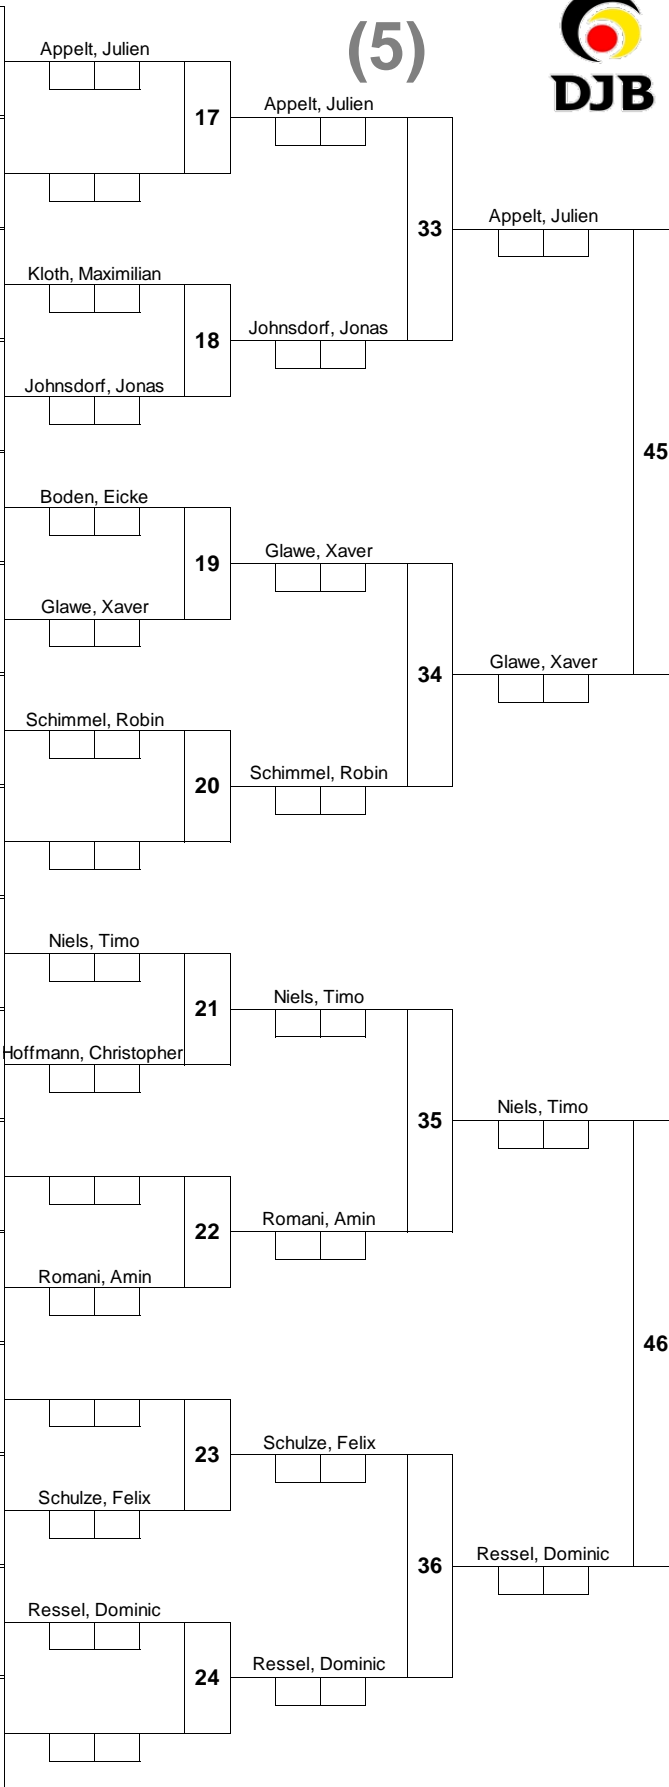 (5)
DJB
Appelt, Julien
17
Appelt, Julien
33
Appelt, Julien
Kloth, Maximilian
18
Johnsdorf, Jonas
Johnsdorf, Jonas
45
Boden, Eicke
19
Glawe, Xaver
Glawe, Xaver
34
Glawe, Xaver
Schimmel, Robin
20
Schimmel, Robin
Niels, Timo
21
Niels, Timo
Hoffmann, Christopher
35
Niels, Timo
22
Romani, Amin
Romani, Amin
46
23
Schulze, Felix
Schulze, Felix
36
Ressel, Dominic
Ressel, Dominic
24
Ressel, Dominic